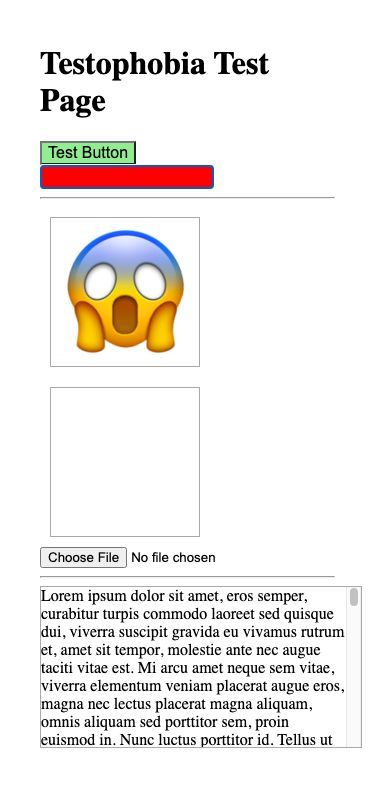 Testophobia Test
Page
Test Button
Choose File No file chosen
Lorem ipsum dolor sit amet, eros semper,
curabitur turpis commodo laoreet sed quisque
dui, viverra suscipit gravida eu vivamus rutrum
et, amet sit tempor, molestie ante nec augue
taciti vitae est. Mi arcu amet neque sem vitae,
viverra elementum veniam placerat augue eros,
magna nec lectus placerat magna aliquam,
omnis aliquam sed porttitor sem, proin
euismod in. Nunc luctus porttitor id. Tellus ut